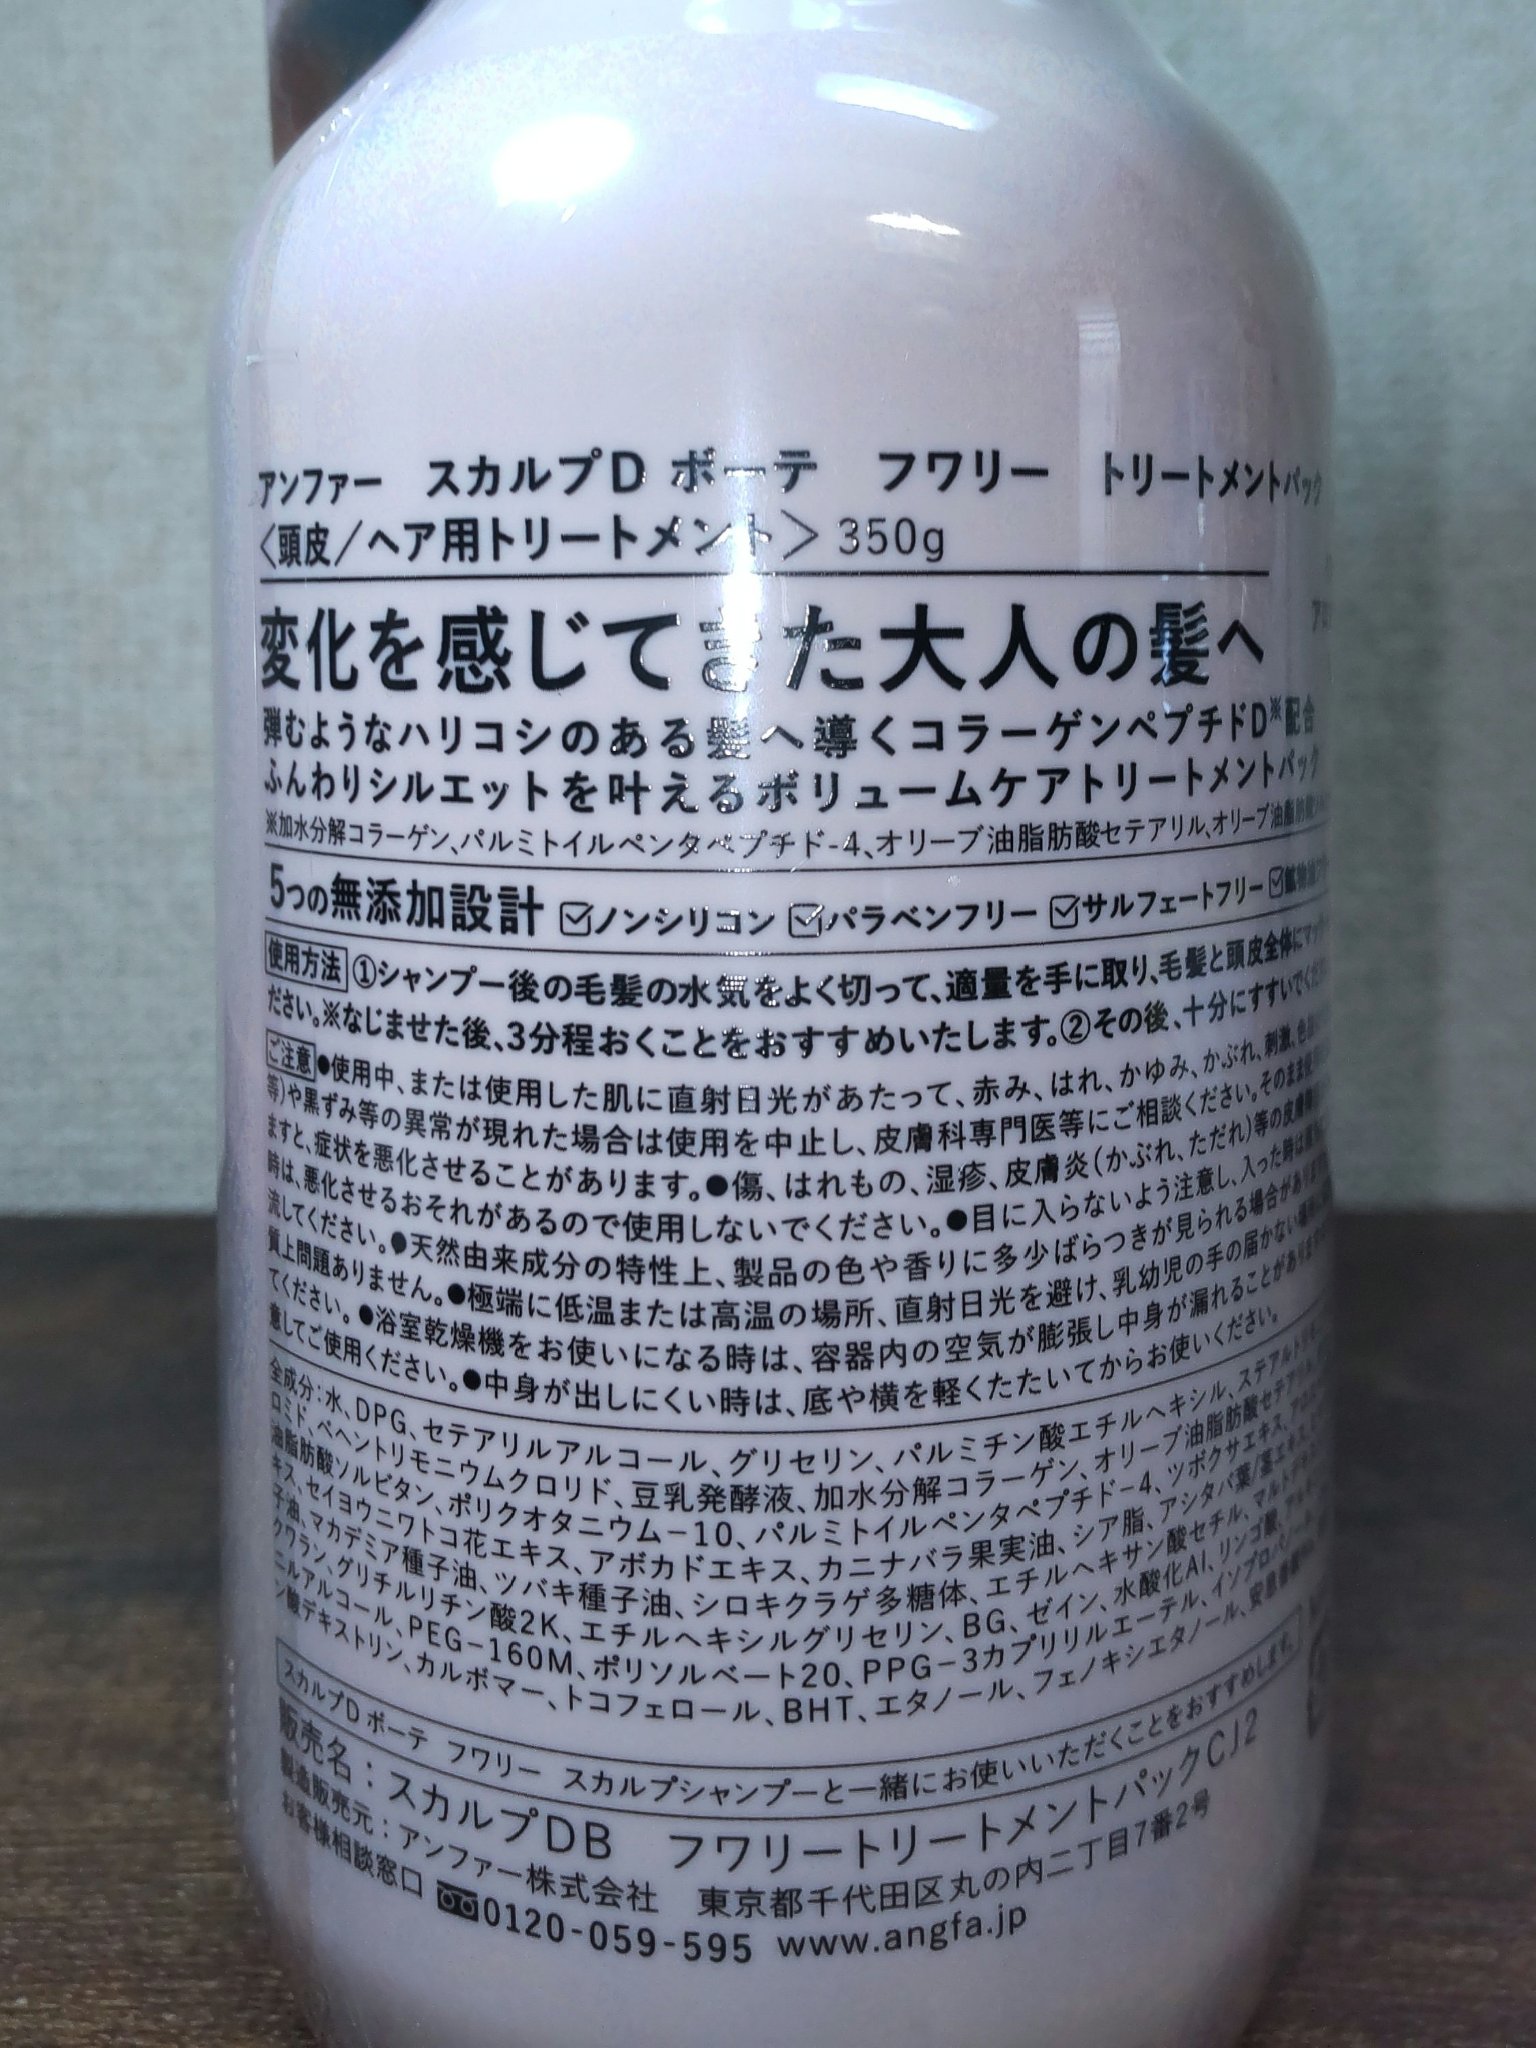 アンファー スカルプD ボーテ フワリー トリートメントパック
〈頭皮／ヘア用トリートメント〉350g
変化を感じてきた大人の髪へ
弾むようなハリコシのある髪へ導くコラーゲンペプチドD※配合
ふんわりシルエットを叶えるボリュームケアトリートメントパック
※加水分解コラーゲン、パルミトイルペンタペプチド-4、オリーブ油脂肪酸セテアリル、オリーブ油脂肪酸
5つの無添加設計 ☑ノンシリコン ☑パラベンフリー ☑サルフェートフリー ☑鉱物油
使用方法 ①シャンプー後の毛髪の水気をよく切って、適量を手に取り、毛髪と頭皮全体にマッサー
ださい。※なじませた後、3分程おくことをおすすめいたします。②その後、十分にすすいでくだ
ご注意 ●使用中、または使用した肌に直射日光があたって、赤み、はれ、かゆみ、かぶれ、刺激、色
等)や黒ずみ等の異常が現れた場合は使用を中止し、皮膚科専門医等にご相談ください。そのまま使
ますと、症状を悪化させることがあります。●傷、はれもの、湿疹、皮膚炎(かぶれ、ただれ)等の皮膚
時は、悪化させるおそれがあるので使用しないでください。●目に入らないよう注意し、入った時は
流してください。●天然由来成分の特性上、製品の色や香りに多少ばらつきが見られる場合があり
質上問題ありません。●極端に低温または高温の場所、直射日光を避け、乳幼児の手の届かない
てください。●浴室乾燥機をお使いになる時は、容器内の空気が膨張し中身が漏れることがあり
意してご使用ください。●中身が出しにくい時は、底や横を軽くたたいてからお使いください。
全成分：水、DPG、セテアリルアルコール、グリセリン、パルミチン酸エチルヘキシル、ステアルトリモ
ロミド、ベヘントリモニウムクロリド、豆乳発酵液、加水分解コラーゲン、オリーブ油脂肪酸セテアリル、
油脂肪酸ソルビタン、ポリクオタニウム-10、パルミトイルペンタペプチド-4、ツボクサエキス、
キス、セイヨウニワトコ花エキス、アボカドエキス、カニナバラ果実油、シア脂、アシタバ葉/茎エキス、
子油、マカデミア種子油、ツバキ種子油、シロキクラゲ多糖体、エチルヘキサン酸セチル、マルトデキ
クワラン、グリチルリチン酸2K、エチルヘキシルグリセリン、BG、ゼイン、水酸化Al、リンゴ酸、
ニルアルコール、PEG-160M、ポリソルベート20、PPG-3カプリリルエーテル、イソプロパノール、
ン酸デキストリン、カルボマー、トコフェロール、BHT、エタノール、フェノキシエタノール、安息香酸
スカルプD ボーテ フワリー スカルプシャンプーと一緒にお使いいただくことをおすすめします。
販売名：スカルプDB フワリートリートメントパックCJ2
製造販売元：アンファー株式会社 東京都千代田区丸の内二丁目7番2号
お客様相談窓口 0120-059-595 www.angfa.jp